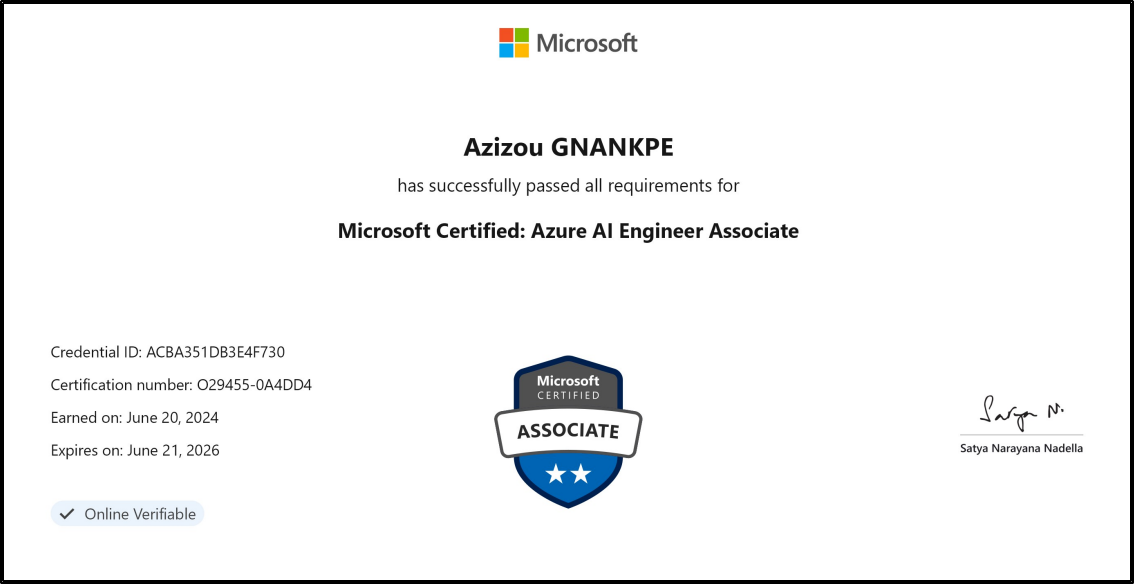 Microsoft
Azizou GNANKPE
has successfully passed all requirements for
Microsoft Certified: Azure AI Engineer Associate
Credential ID: ACBA351DB3E4F730
Certification number: O29455-0A4DD4
Earned on: June 20, 2024
Expires on: June 21, 2026
Online Verifiable
Microsoft
CERTIFIED
ASSOCIATE
Satya N.
Satya Narayana Nadella